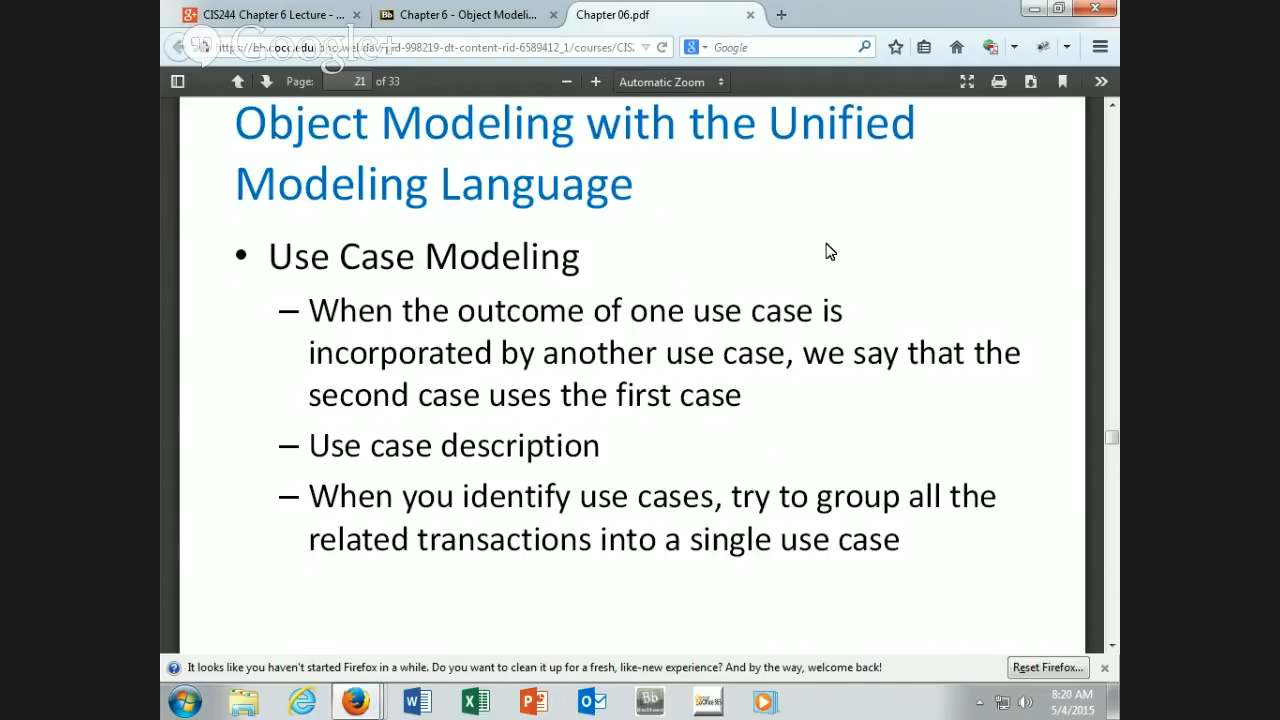 CIS244 Chapter 6 Lecture - ...
Chapter 6 - Object Modeli...
Chapter 06.pdf
Google
Google+
Page: 21 of 33
Automatic Zoom
Object Modeling with the Unified
Modeling Language
• Use Case Modeling
– When the outcome of one use case is
incorporated by another use case, we say that the
second case uses the first case
– Use case description
– When you identify use cases, try to group all the
related transactions into a single use case
It looks like you haven't started Firefox in a while. Do you want to clean it up for a fresh, like-new experience? And by the way, welcome back!
Reset Firefox...
8:20 AM
5/4/2015